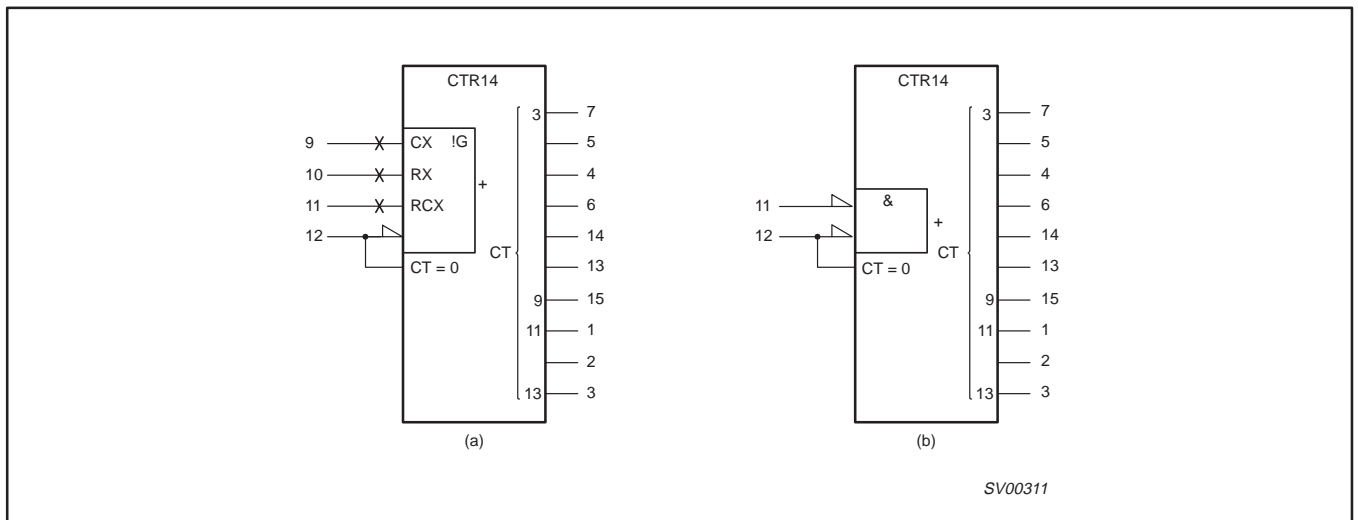 CTR14
3 7
9 CX !G 5
10 RX 4
+
11 RCX 6
12 14
CT
CT = 0 13
9 15
11 1
2
13 3
(a)
CTR14
3 7
5
4
11 & 6
+
12 14
CT
CT = 0 13
9 15
11 1
2
13 3
(b)
SV00311